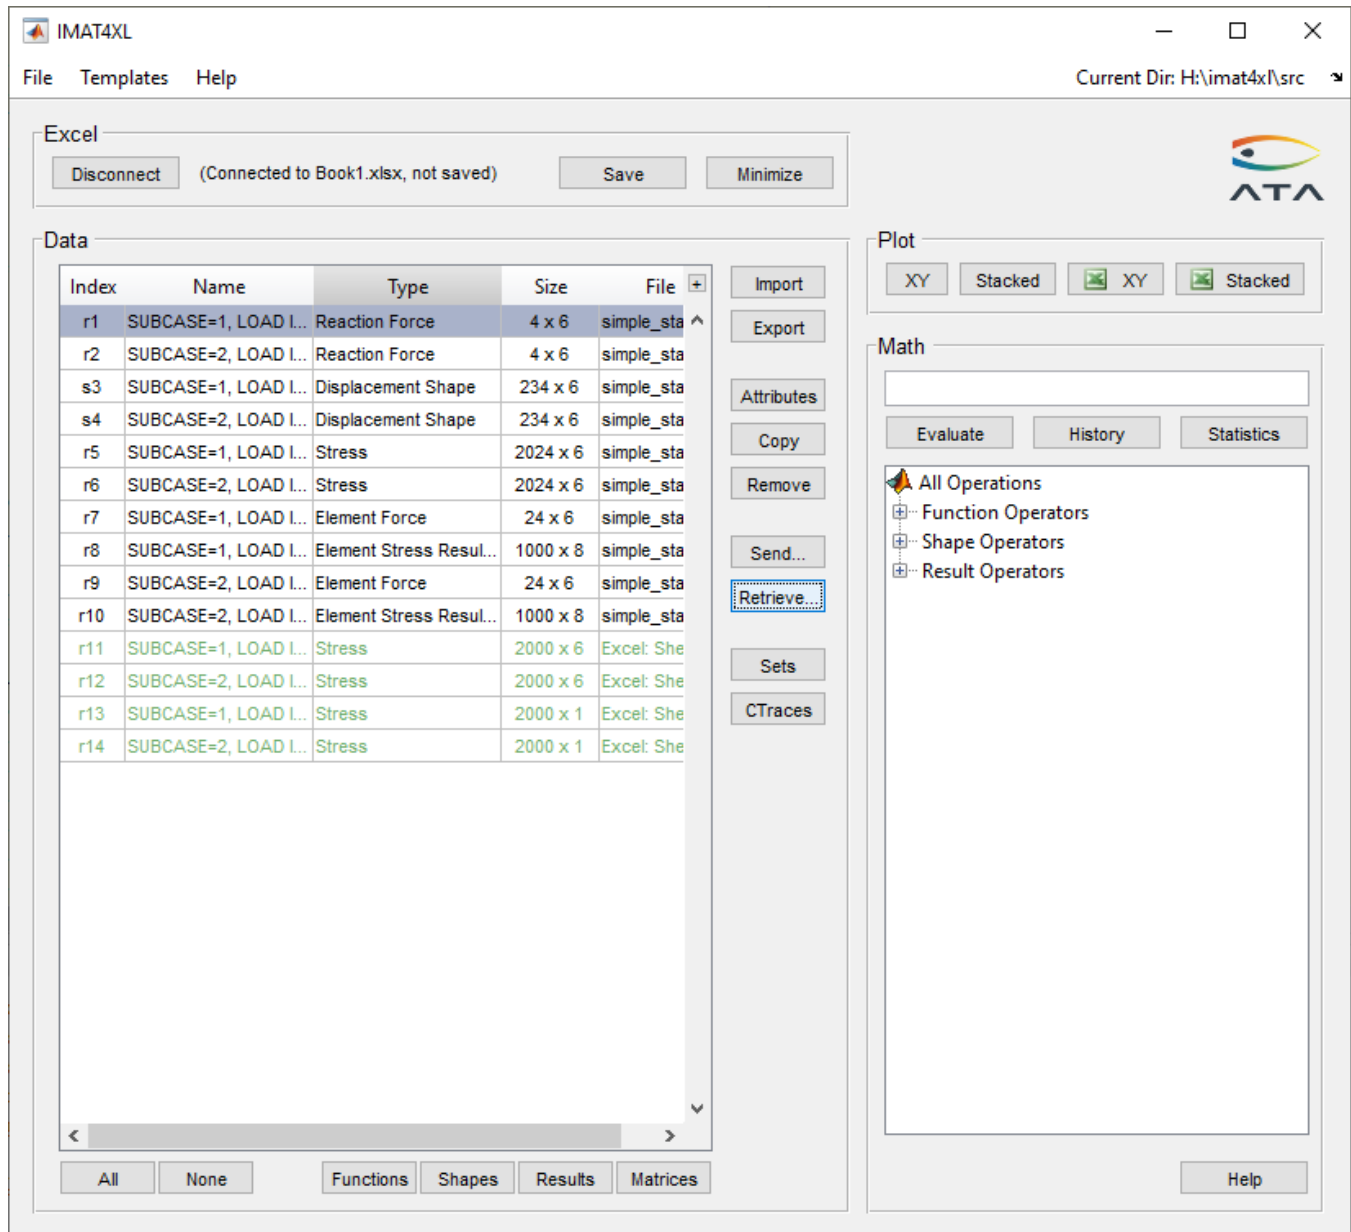 IMAT4XL
File Templates Help Current Dir: H:\imat4xl\src
Excel
Disconnect (Connected to Book1.xlsx, not saved) Save Minimize
ATA
Data
Index Name Type Size File +
r1 SUBCASE=1, LOAD I... Reaction Force 4 x 6 simple_sta
r2 SUBCASE=2, LOAD I... Reaction Force 4 x 6 simple_sta
s3 SUBCASE=1, LOAD I... Displacement Shape 234 x 6 simple_sta
s4 SUBCASE=2, LOAD I... Displacement Shape 234 x 6 simple_sta
r5 SUBCASE=1, LOAD I... Stress 2024 x 6 simple_sta
r6 SUBCASE=2, LOAD I... Stress 2024 x 6 simple_sta
r7 SUBCASE=1, LOAD I... Element Force 24 x 6 simple_sta
r8 SUBCASE=1, LOAD I... Element Stress Resul... 1000 x 8 simple_sta
r9 SUBCASE=2, LOAD I... Element Force 24 x 6 simple_sta
r10 SUBCASE=2, LOAD I... Element Stress Resul... 1000 x 8 simple_sta
r11 SUBCASE=1, LOAD I... Stress 2000 x 6 Excel: She
r12 SUBCASE=2, LOAD I... Stress 2000 x 6 Excel: She
r13 SUBCASE=1, LOAD I... Stress 2000 x 1 Excel: She
r14 SUBCASE=2, LOAD I... Stress 2000 x 1 Excel: She
All None Functions Shapes Results Matrices
Import
Export
Attributes
Copy
Remove
Send...
Retrieve...
Sets
CTraces
Plot
XY Stacked XY Stacked
Math
Evaluate History Statistics
All Operations
Function Operators
Shape Operators
Result Operators
Help